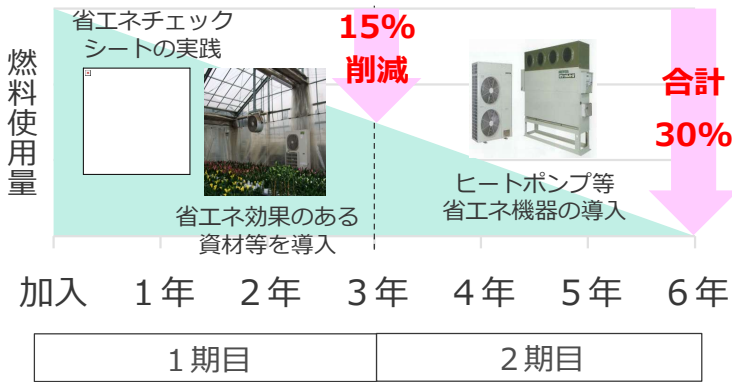 省エネチェック
シートの実践
15%
削減
燃料使用量
合計
30%
省エネ効果のある
資材等を導入
ヒートポンプ等
省エネ機器の導入
加入 1年 2年 3年 4年 5年 6年
1期目 2期目